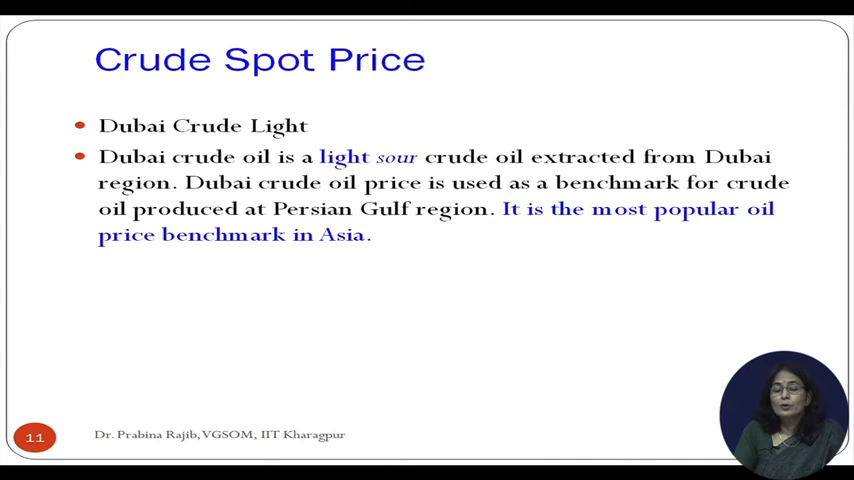 Crude Spot Price
Dubai Crude Light
Dubai crude oil is a light sour crude oil extracted from Dubai
region. Dubai crude oil price is used as a benchmark for crude
oil produced at Persian Gulf region. It is the most popular oil
price benchmark in Asia.
11
Dr. Prabina Rajib, VGSOM, IIT Kharagpur